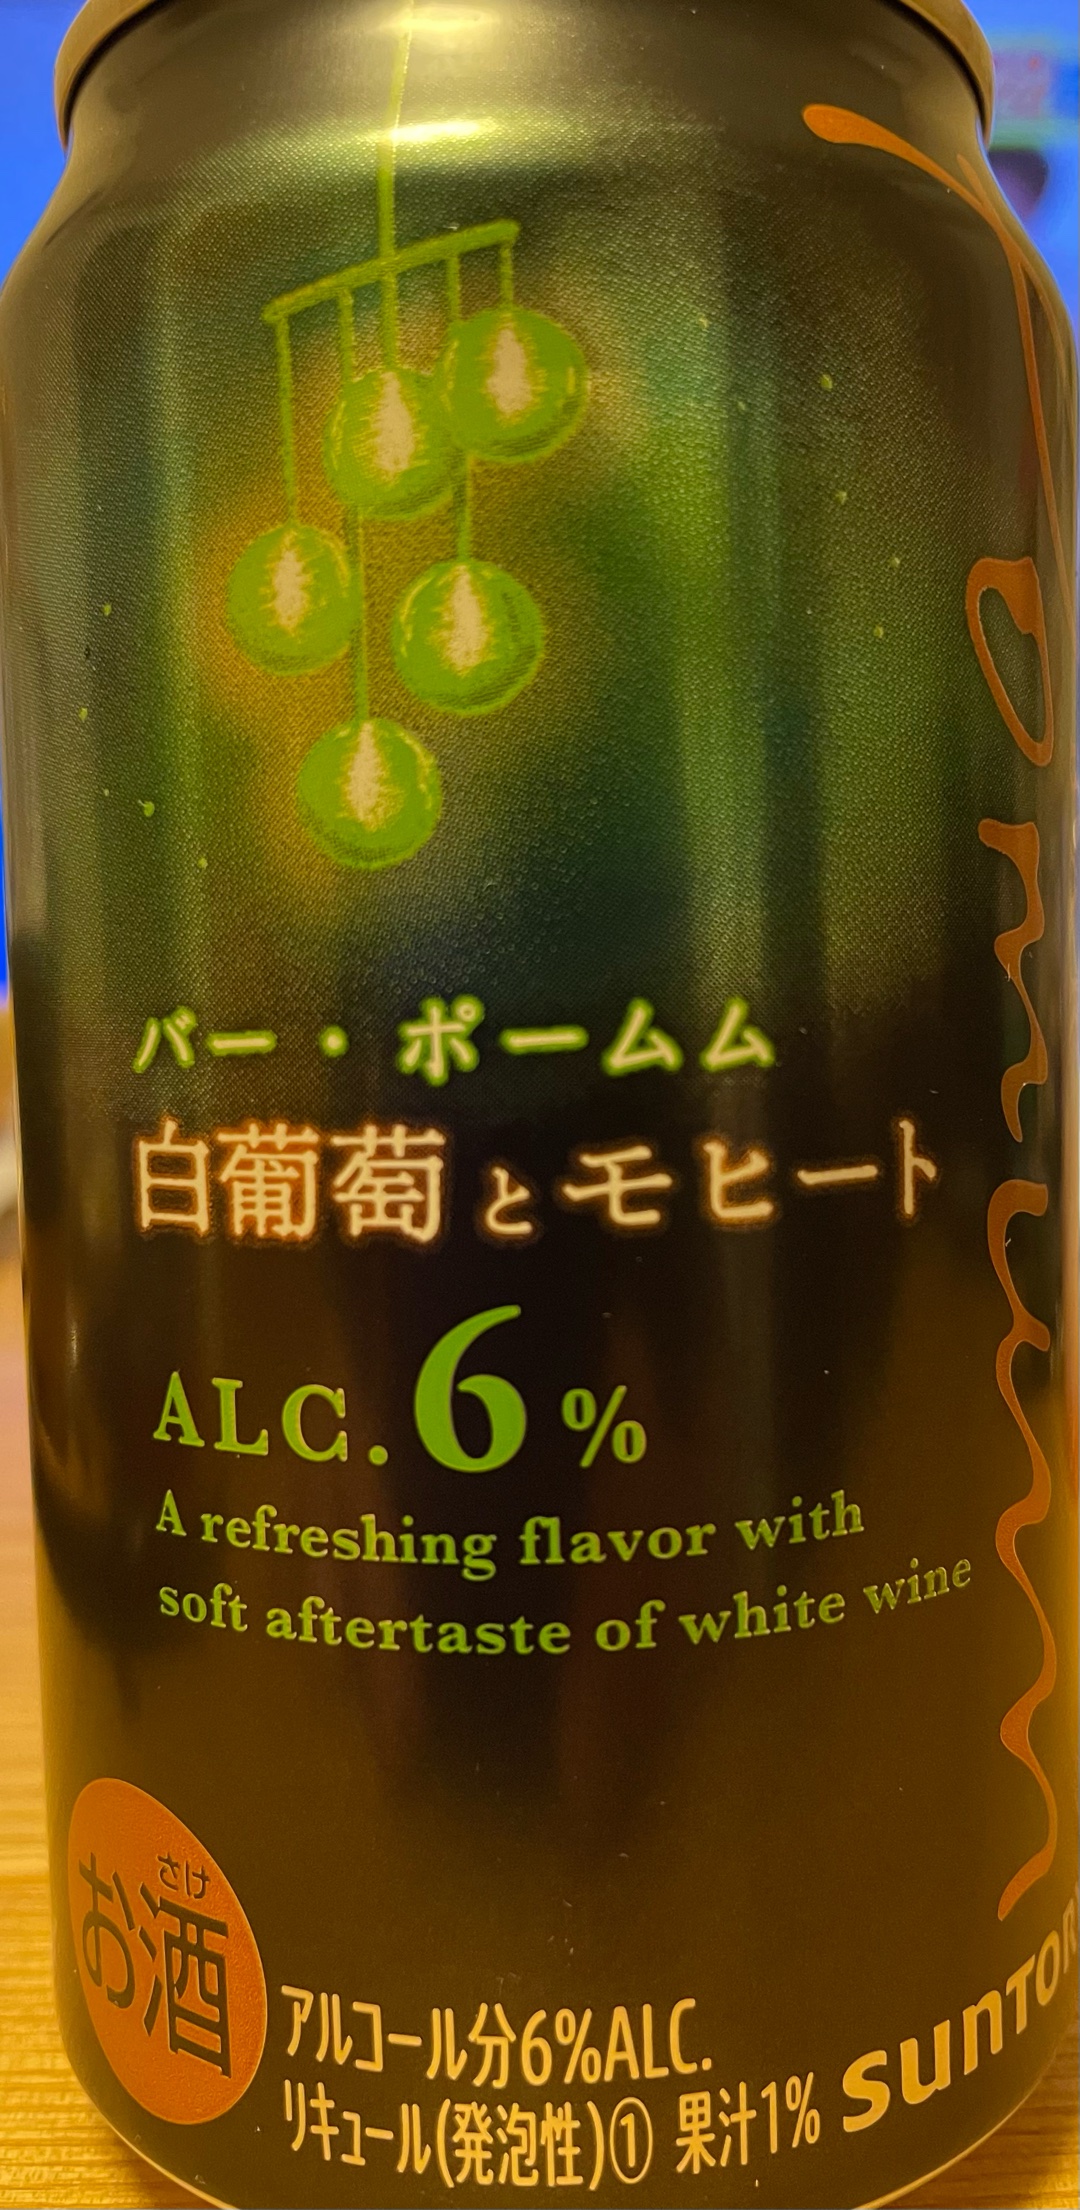 バー・ポームム
白葡萄とモヒート
ALC. 6%
A refreshing flavor with
soft aftertaste of white wine
さけ
お酒
アルコール分6%ALC.
リキュール(発泡性)① 果汁1%